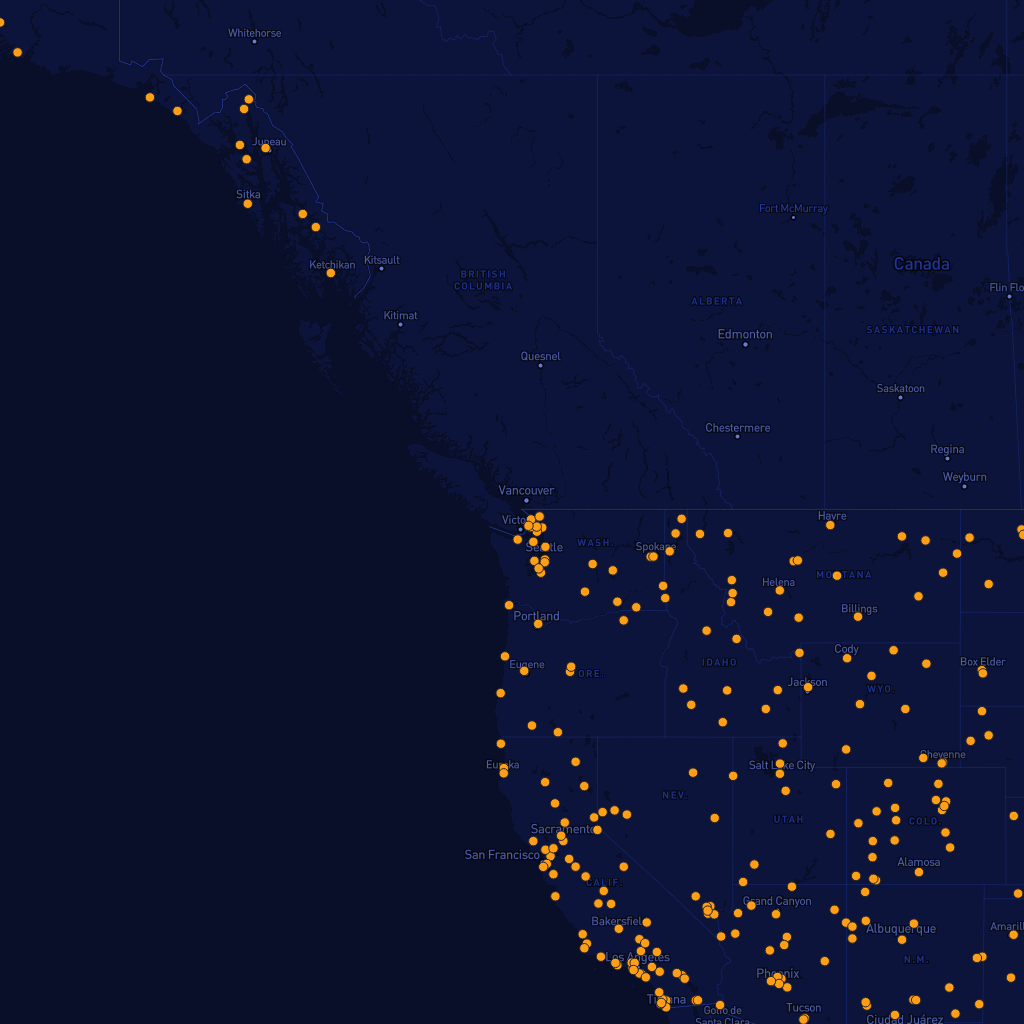 Whitehorse
Juneau
Sitka
Fort McMurray
Ketchikan
Kitsault
Canada
BRITISH
COLUMBIA
Flin Flo
ALBERTA
Kitimat
SASKATCHEWAN
Edmonton
Quesnel
Saskatoon
Chestermere
Regina
Weyburn
Vancouver
Havre
Victo
WASH.
Seattle
Spokane
MONTANA
Helena
Billings
Portland
Cody
Eugene
IDAHO
Box Elder
ORE.
Jackson
WYO.
Cheyenne
Eureka
Salt Lake City
NEV.
UTAH
COLO.
Sacramento
San Francisco
Alamosa
CALIF.
Grand Canyon
Bakersfiel
Albuquerque
Amaril
Los Angeles
N.M.
Phoenix
Tijuana
Golfo de
Santa Clara
Tucson
Ciudad Juárez